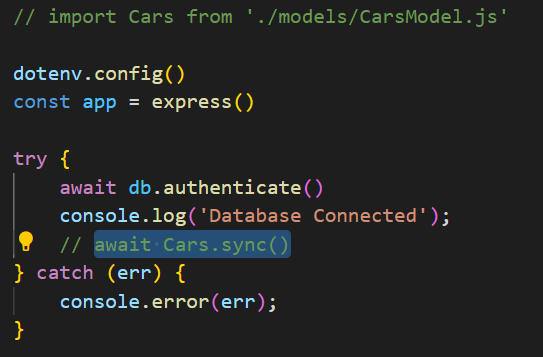 // import Cars from './models/CarsModel.js'
dotenv.config()
const app = express()
try {
    await db.authenticate()
    console.log('Database Connected');
    // await Cars.sync()
} catch (err) {
    console.error(err);
}